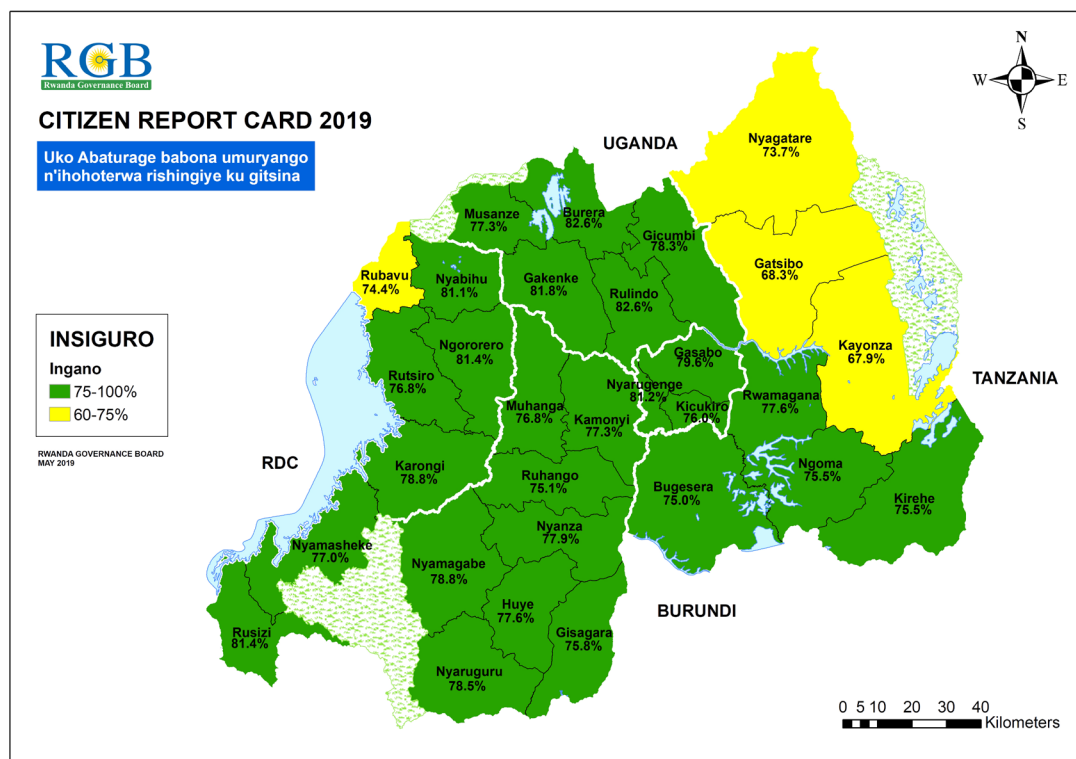 RGB
Rwanda Governance Board
CITIZEN REPORT CARD 2019
Uko Abaturage babona umuryango
n'ihohoterwa rishingiye ku gitsina
N
W
E
S
UGANDA
Nyagatare
73.7%
Musanze
77.3%
Burera
82.6%
Gicumbi
78.3%
Gatsibo
68.3%
Rubavu
74.4%
Nyabihu
81.1%
Gakenke
81.8%
Rulindo
82.6%
INSIGURO
Ingano
75-100%
60-75%
RWANDA GOVERNANCE BOARD
MAY 2019
Ngororero
81.4%
Kayonza
67.9%
Gasabo
79.6%
Rutsiro
76.8%
Nyarugenge
81.2%
TANZANIA
Muhanga
76.8%
Kamonyi
77.3%
Kicukiro
76.0%
Rwamagana
77.6%
RDC
Karongi
78.8%
Ruhango
75.1%
Bugesera
75.0%
Ngoma
75.5%
Kirehe
75.5%
Nyanza
77.9%
Nyamasheke
77.0%
Nyamagabe
78.8%
Huye
77.6%
BURUNDI
Rusizi
81.4%
Gisagara
75.8%
Nyaruguru
78.5%
0 5 10 20 30 40
Kilometers